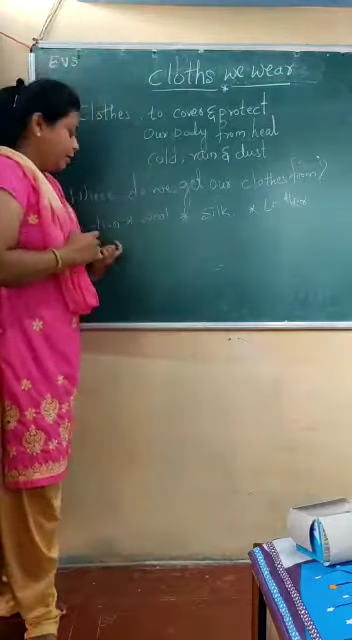 EVS
Cloths we wear
Clothes to cover & protect
Our body from heat
cold, rain & dust
Where do we get our clothes from?
* wool * silk * Leather